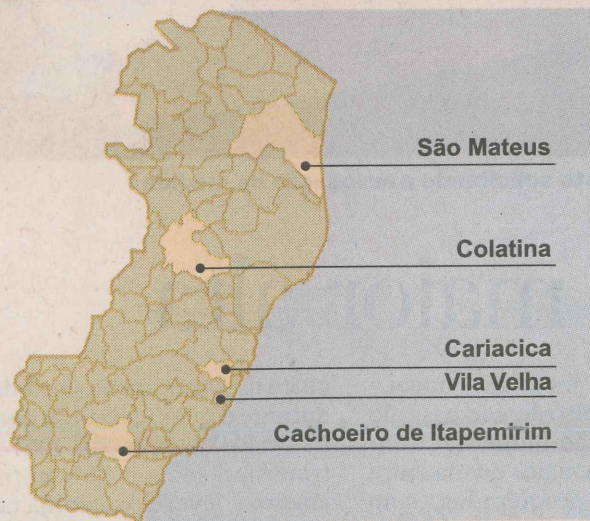 São Mateus
Colatina
Cariacica
Vila Velha
Cachoeiro de Itapemirim